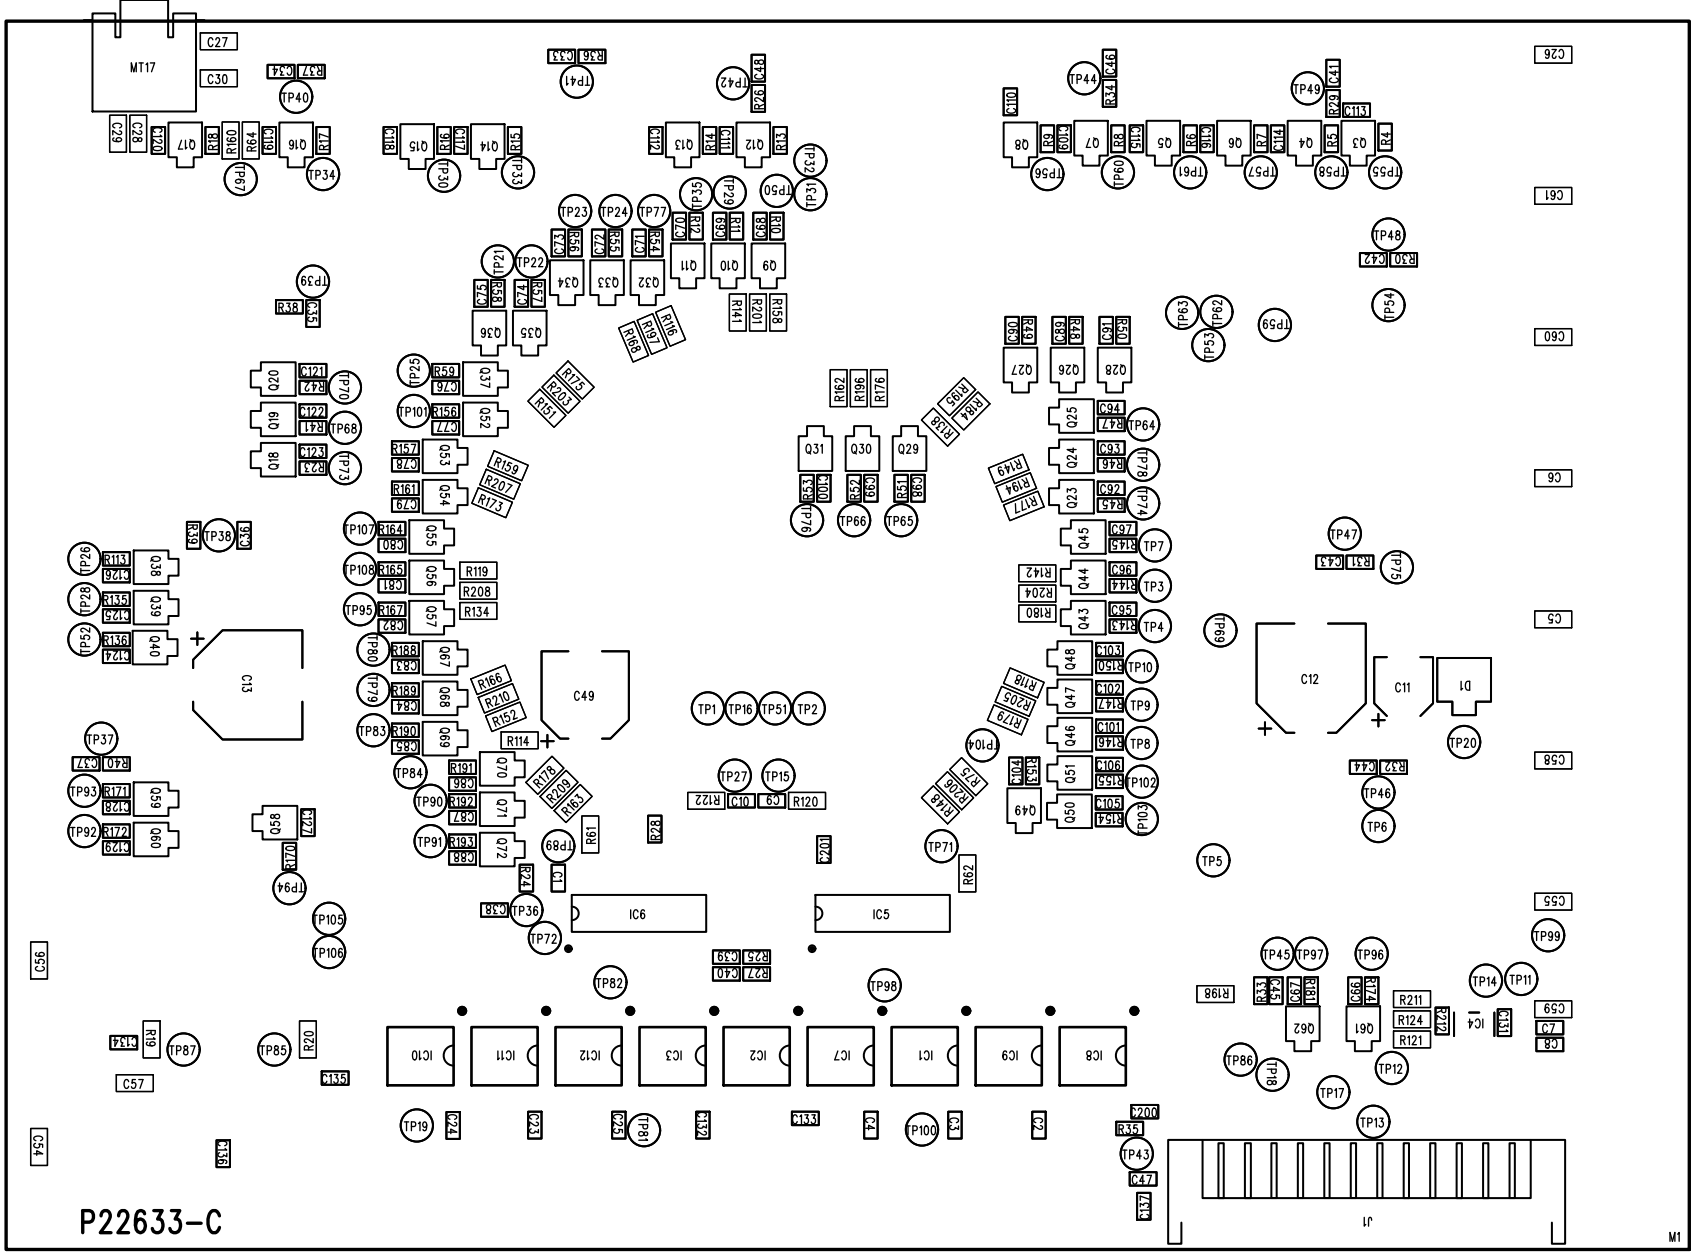 C27
C26
MT17
C30
C34 R37
TP40
C33 R36
TP41
TP42
C48
R26
TP44
C46
R34
C110
TP49
C41
R29
C113
C29 C28 C120 Q17 R18 R160 R64 C119 Q16 R17
C118 Q15 R16 C117 Q14 R15
C112 Q13 R14 C111 Q12 R13
Q8 R9 C109 Q7 R8 C115 Q5 R6 C116 Q6 R7 C114 Q4 R5 Q3 R4
TP67 TP34 TP30 TP33 TP32
TP56 TP60 TP61 TP57 TP58 TP55
TP35 TP29 TP50 TP31
C61
TP23 TP24 TP77
C70 R12 C69 R11 C68 R10
C73 R56 C72 R55 C71 R54
TP48
C42 R30
TP21 TP22
Q11 Q10 Q9
Q34 Q33 Q32
TP39
R38 C35
C75 R58 C74 R57
R141 R201 R158
R168 R197 R116
TP63 TP62 TP59 TP54
TP53
Q36 Q35
C90 R49 C89 R48 C91 R50
C60
Q27 Q26 Q28
Q20 C121 R42 TP70
TP25 R59 C76 Q37
R175 R203 R151
R162 R196 R176
R195 R184 R138
Q19 C122 R41 TP68
TP101 R156 C77 Q52
Q25 C94 R47 TP64
Q18 C123 R23 TP73
R157 C78 Q53
R159 R207 R173
Q31 Q30 Q29
R149 R194 R177
Q24 C93 R46 TP78
C6
R161 C79 Q54
R53 C100 R52 C99 R51 C98
TP76 TP66 TP65
Q23 C92 R45 TP74
R39 TP38 C36
TP107 R164 C80 Q55
Q45 C97 R145 TP7
TP47
C43 R31 TP75
TP26 R113 C126 Q38
TP108 R165 C81 Q56
R119
R208
R134
R142
R204
R180
Q44 C96 R144 TP3
TP28 R135 C125 Q39
TP95 R167 C82 Q57
Q43 C95 R143 TP4
TP69
C5
TP52 R136 C124 Q40
+
C13
TP80 R188 C83 Q67
Q48 C103 R150 TP10
TP79 R189 C84 Q68
R166 R210 R152
C49
+
R118 R205 R179
Q47 C102 R147 TP9
C12
+
C11
+
D1
TP1 TP16 TP51 TP2
TP83 R190 C85 Q69
R114
TP104
Q46 C101 R146 TP8
TP20
TP37
C37 R40
TP84 R191 C86 Q70
R178 R209 R163
TP27 TP15
R122 C10 C9 R120
R75 R206 R148
C104 R153
Q51 C106 R155 TP102
C44 R32
TP46
C58
TP93 R171 C128 Q59
TP90 R192 C87 Q71
Q49 Q50 C105 R154 TP103
TP6
TP92 R172 C129 Q60
Q58 C127
R170
TP94
TP91 R193 C88 Q72
TP89 R61 R28 C201 TP71 R62
TP5
R24 C1
C38 TP36
TP72
IC6
IC5
C55
TP99
TP105
TP106
C56
C39 R25
C40 R27
TP82
TP98
TP45 TP97 TP96
TP14 TP11
R198 R33 C45 C67 R181 C66 R174
R211
R124
R121
R212 IC4 C131
C59
C7
C8
Q62 Q61
C134 R19 TP87 TP85 R20
C57
C135
IC10 IC11 IC12 IC3 IC2 IC7 IC1 IC9 IC8
TP86 TP18 TP12
TP17
TP13
TP19 C24 C23 C25 TP81 C132 C133 C4 TP100 C3 C2
C200
R35
TP43
C47
C137
C54
C136
P22633-C
J1
M1